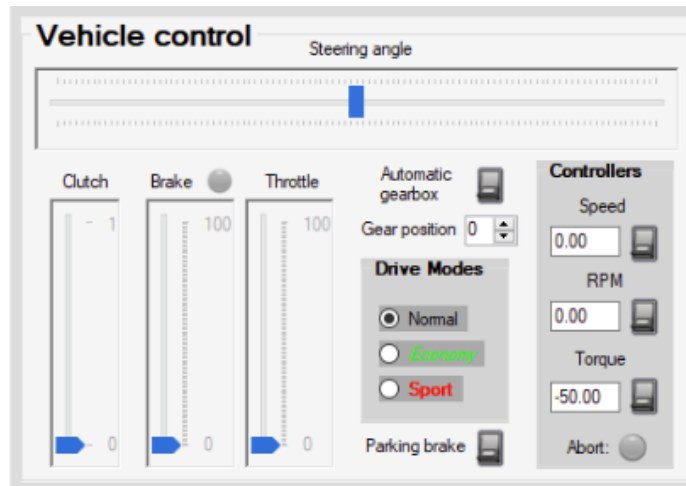 Vehicle control
Steering angle
Clutch
Brake
Throttle
1
100
100
0
0
0
Automatic
gearbox
Gear position 0
Drive Modes
Normal
Economy
Sport
Parking brake
Controllers
Speed
0.00
RPM
0.00
Torque
-50.00
Abort: